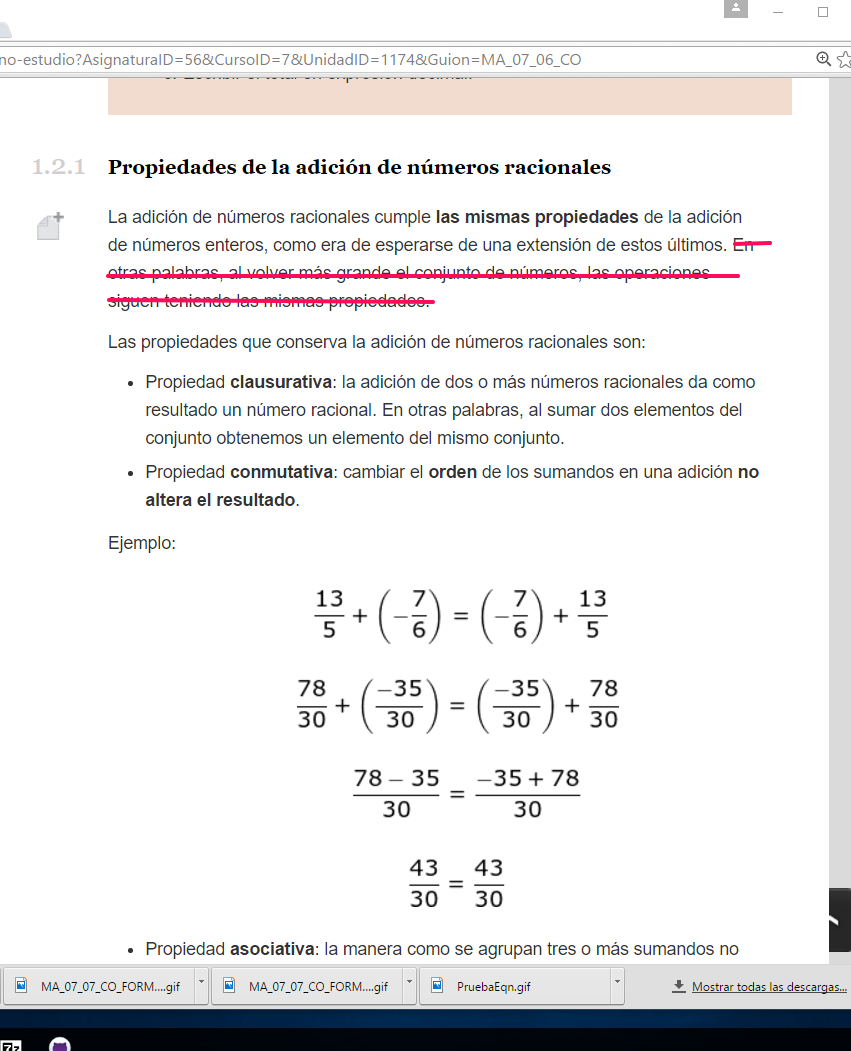 no-estudio?AsignaturaID=56&CursoID=7&UnidadID=1174&Guion=MA_07_06_CO
1.2.1 Propiedades de la adición de números racionales
La adición de números racionales cumple las mismas propiedades de la adición
de números enteros, como era de esperarse de una extensión de estos últimos. En
otras palabras, al volver más grande el conjunto de números, las operaciones
siguen teniendo las mismas propiedades.
Las propiedades que conserva la adición de números racionales son:
• Propiedad clausurativa: la adición de dos o más números racionales da como
resultado un número racional. En otras palabras, al sumar dos elementos del
conjunto obtenemos un elemento del mismo conjunto.
• Propiedad conmutativa: cambiar el orden de los sumandos en una adición no
altera el resultado.
Ejemplo:
13/5 + (−7/6) = (−7/6) + 13/5
78/30 + (−35/30) = (−35/30) + 78/30
78 − 35/30 = −35 + 78/30
43/30 = 43/30
• Propiedad asociativa: la manera como se agrupan tres o más sumandos no
MA_07_07_CO_FORM....gif MA_07_07_CO_FORM....gif PruebaEqn.gif Mostrar todas las descargas...
7z